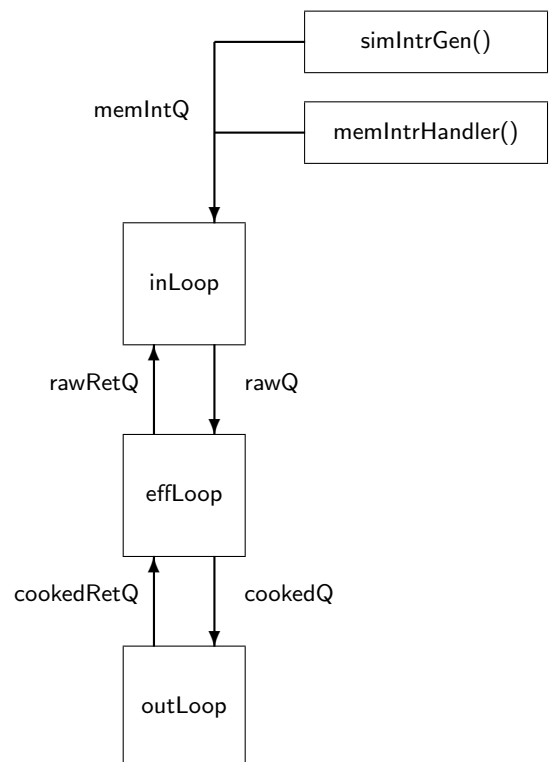 simIntrGen()
memIntQ
memIntrHandler()
inLoop
rawRetQ
rawQ
effLoop
cookedRetQ
cookedQ
outLoop